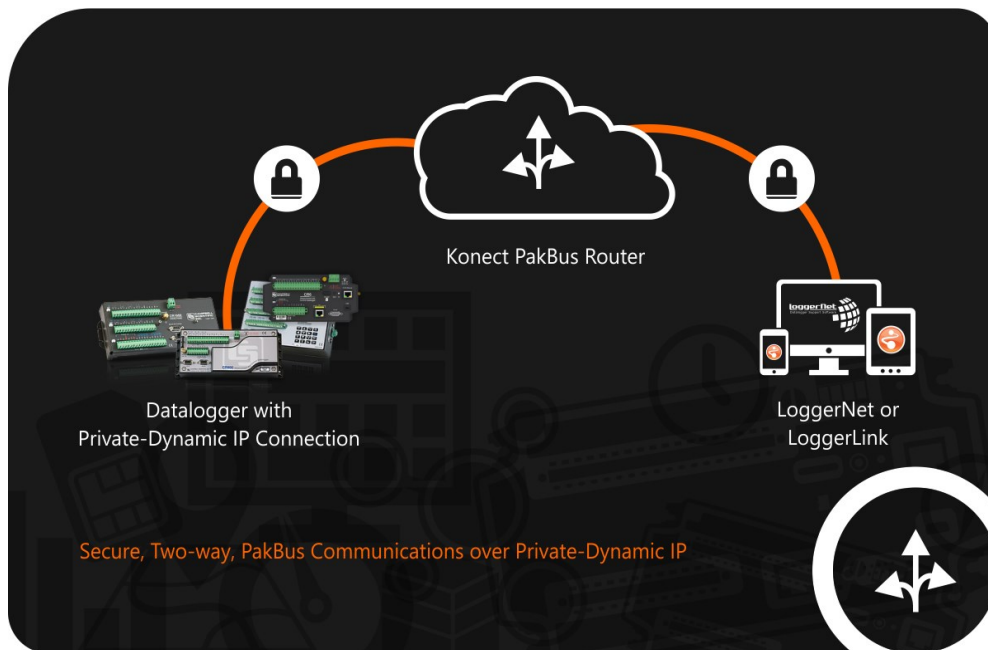 Konect PakBus Router
LoggerNet
Datalogger with
Private-Dynamic IP Connection
LoggerNet or
LoggerLink
Secure, Two-way, PakBus Communications over Private-Dynamic IP